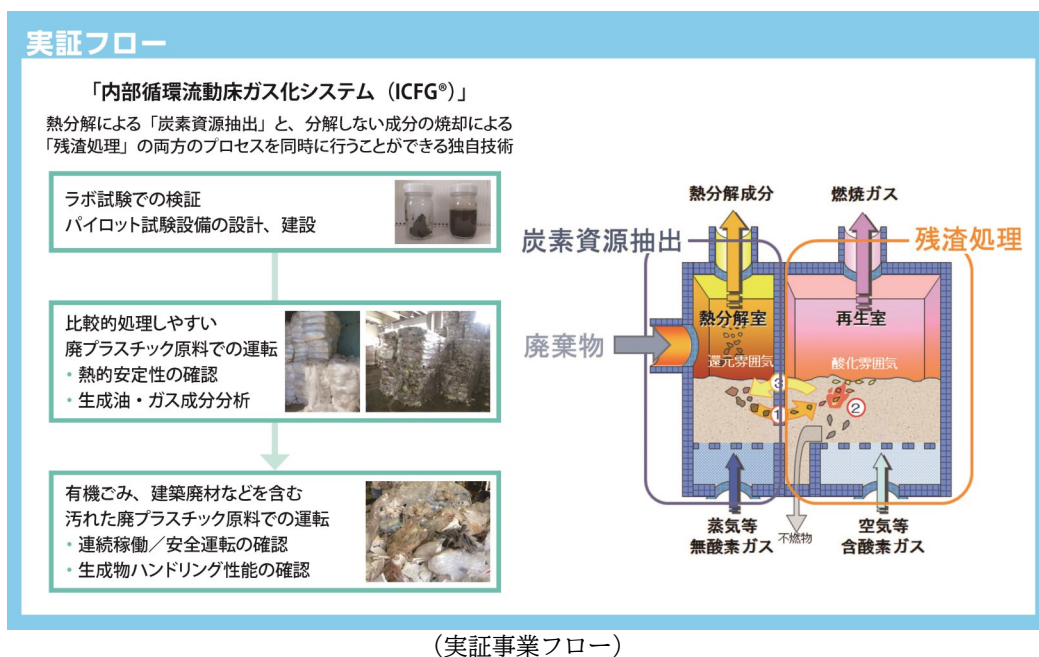 実証フロー
「内部循環流動床ガス化システム（ICFG®）」
熱分解による「炭素資源抽出」と、分解しない成分の焼却による
「残渣処理」の両方のプロセスを同時に行うことができる独自技術
ラボ試験での検証
パイロット試験設備の設計、建設
比較的処理しやすい
廃プラスチック原料での運転
・熱的安定性の確認
・生成油・ガス成分分析
有機ごみ、建築廃材などを含む
汚れた廃プラスチック原料での運転
・連続稼働／安全運転の確認
・生成物ハンドリング性能の確認
熱分解成分
燃焼ガス
炭素資源抽出
残渣処理
熱分解室
再生室
廃棄物
還元雰囲気
酸化雰囲気
③
①
②
蒸気等
無酸素ガス
不燃物
空気等
含酸素ガス
（実証事業フロー）